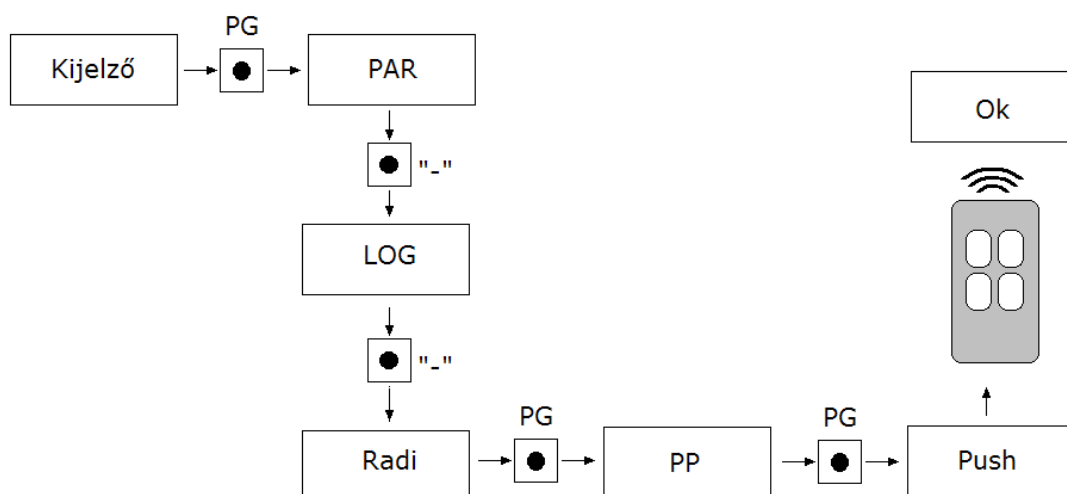 PG
Kijelző
PAR
Ok
"-"
LOG
"-"
PG
PG
Radi
PP
Push